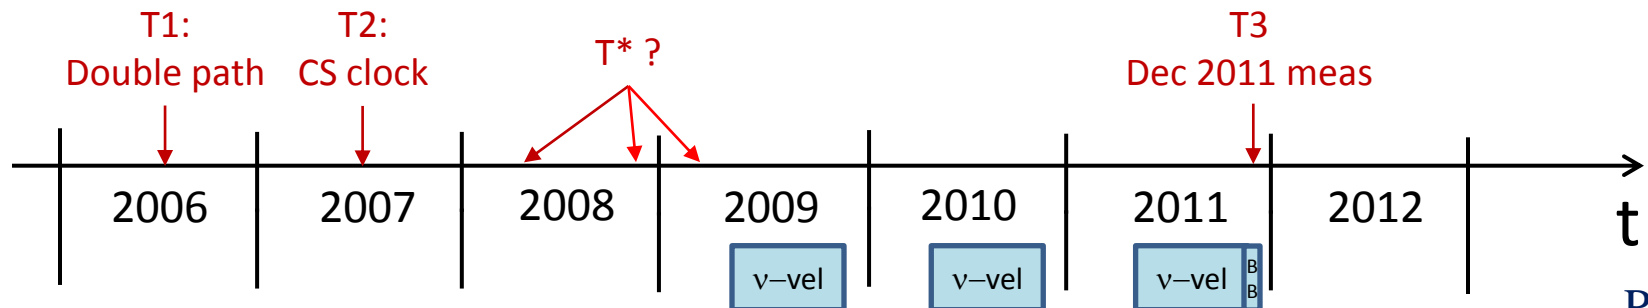 T1:
Double path
T2:
CS clock
T* ?
T3
Dec 2011 meas
2006
2007
2008
2009
2010
2011
2012
t
ν−vel
ν−vel
ν−vel
B
B